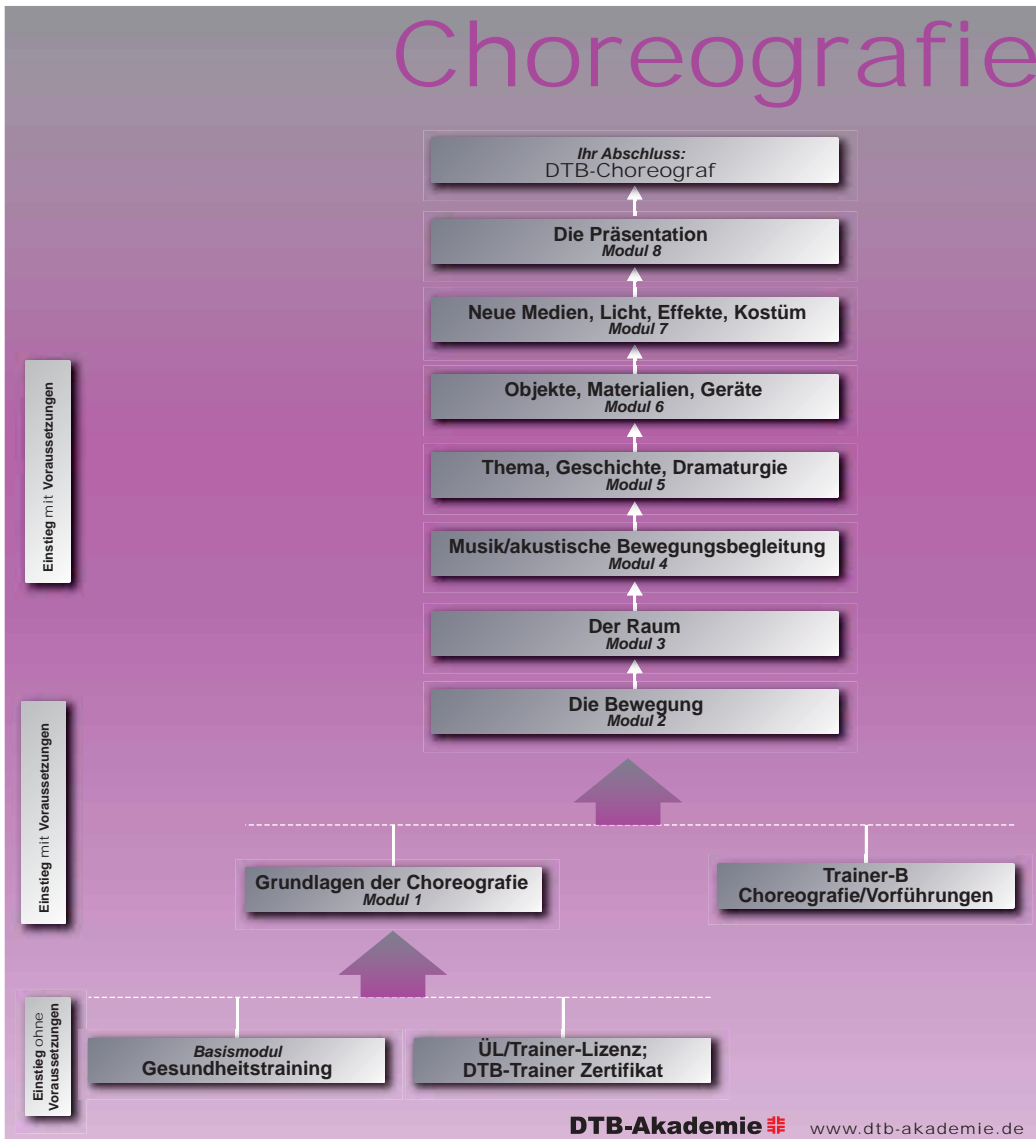 Choreografie
Ihr Abschluss:
DTB-Choreograf
Die Präsentation
Modul 8
Neue Medien, Licht, Effekte, Kostüm
Modul 7
Objekte, Materialien, Geräte
Modul 6
Thema, Geschichte, Dramaturgie
Modul 5
Musik/akustische Bewegungsbegleitung
Modul 4
Der Raum
Modul 3
Die Bewegung
Modul 2
Einstieg mit Voraussetzungen
Einstieg mit Voraussetzungen
Grundlagen der Choreografie
Modul 1
Trainer-B
Choreografie/Vorführungen
Einstieg ohne
Voraussetzungen
Basismodul
Gesundheitstraining
ÜL/Trainer-Lizenz;
DTB-Trainer Zertifikat
DTB-Akademie www.dtb-akademie.de